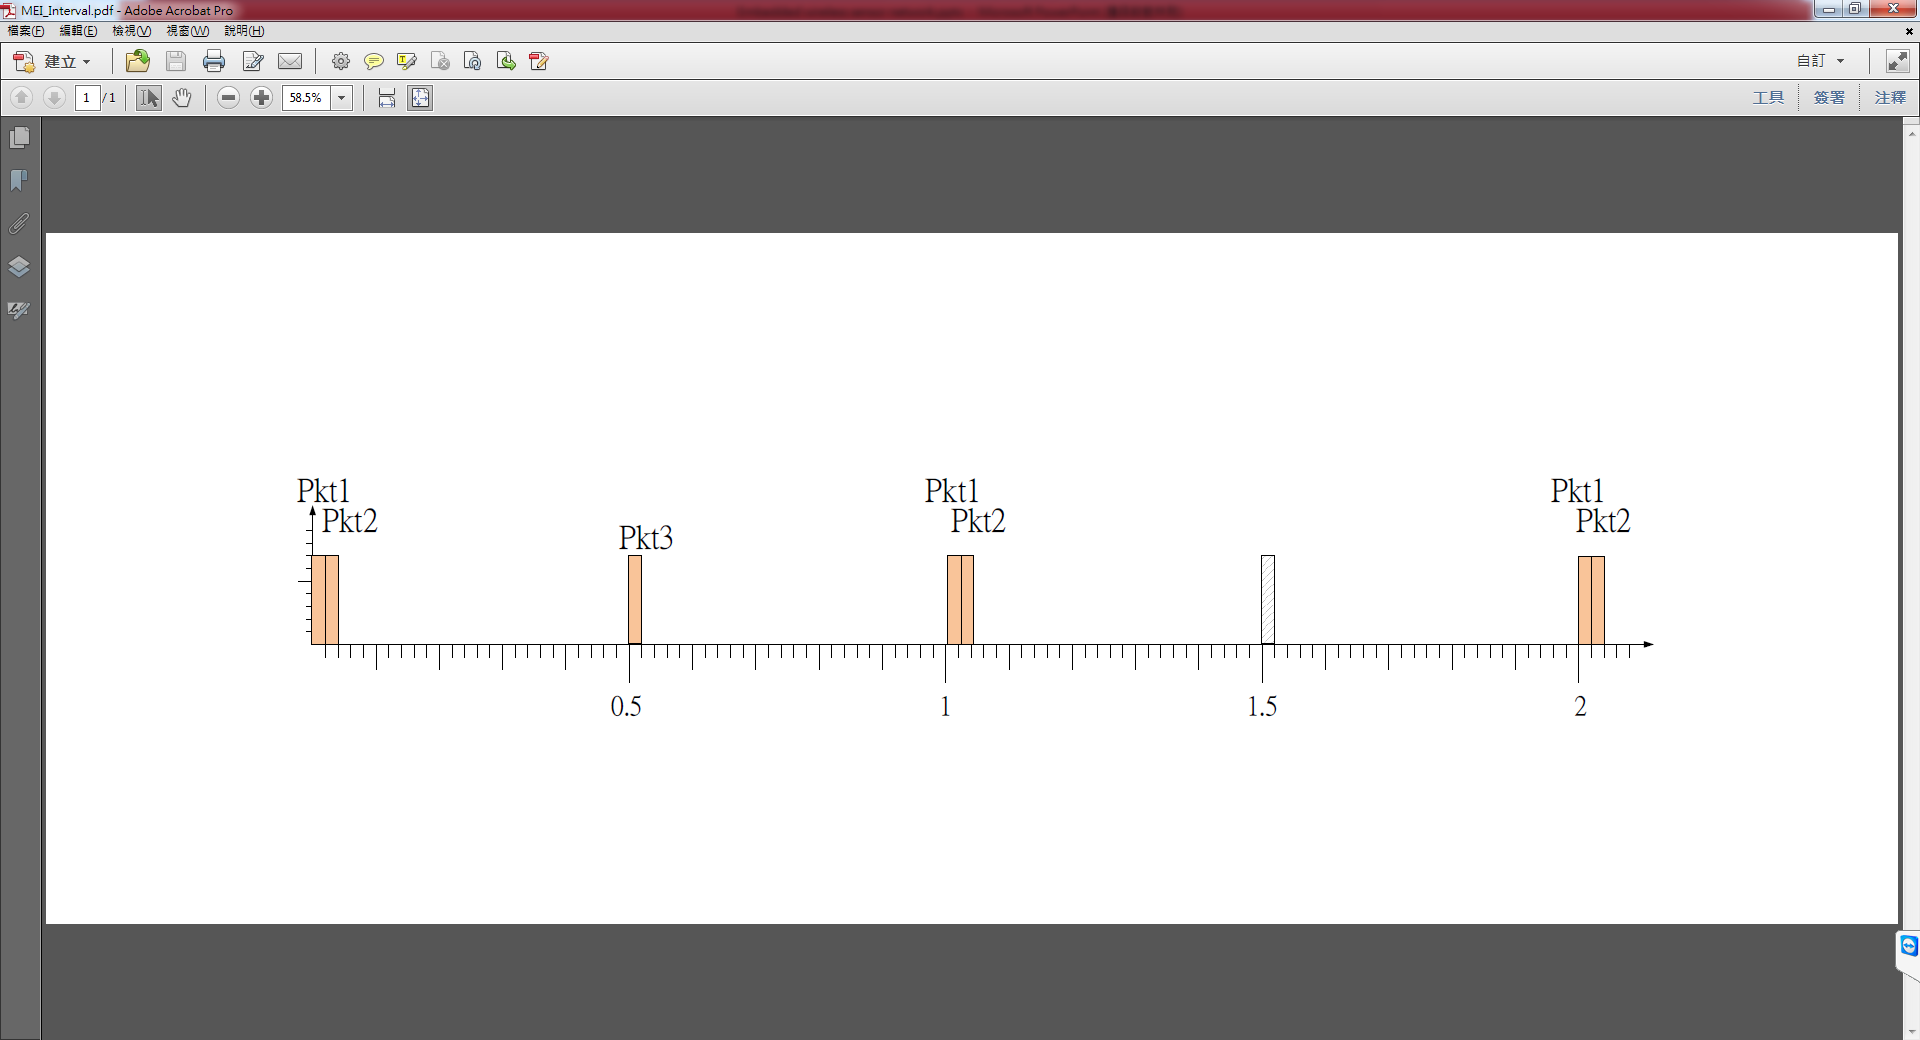 MEI_Interval.pdf - Adobe Acrobat Pro
檔案(F) 編輯(E) 檢視(V) 視窗(W) 說明(H)
建立 自訂
1 / 1 58.5% 工具 簽署 注釋
Pkt1 Pkt1 Pkt1
Pkt2 Pkt2 Pkt2
Pkt3
0.5 1 1.5 2